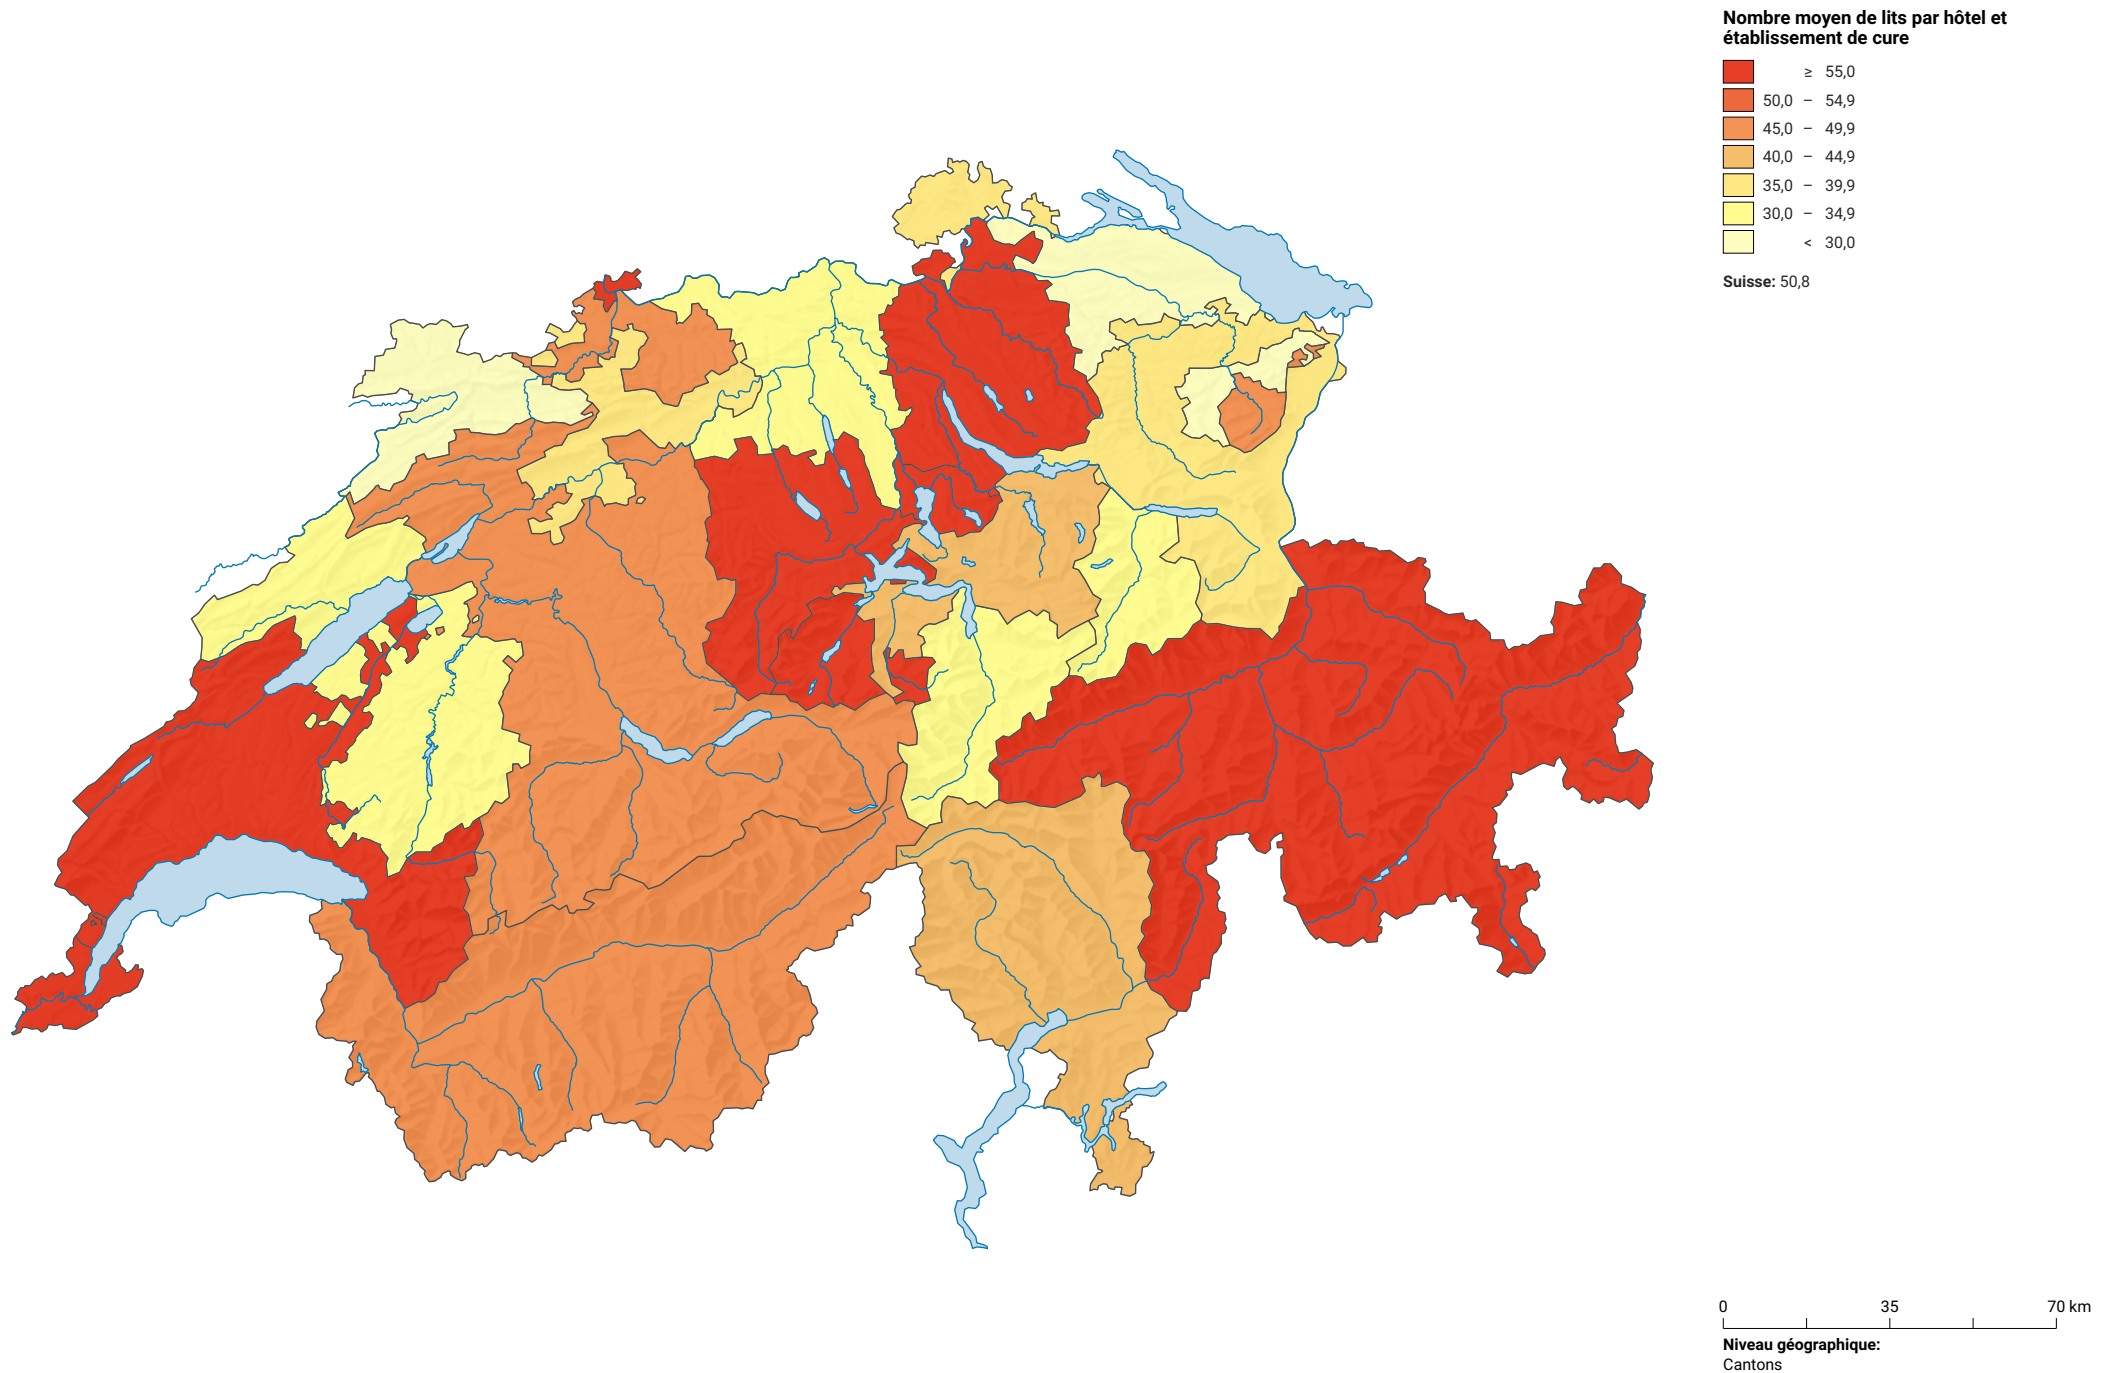 Nombre moyen de lits par hôtel et
établissement de cure
≥ 55,0
50,0 – 54,9
45,0 – 49,9
40,0 – 44,9
35,0 – 39,9
30,0 – 34,9
< 30,0
Suisse: 50,8
0 35 70 km
Niveau géographique:
Cantons